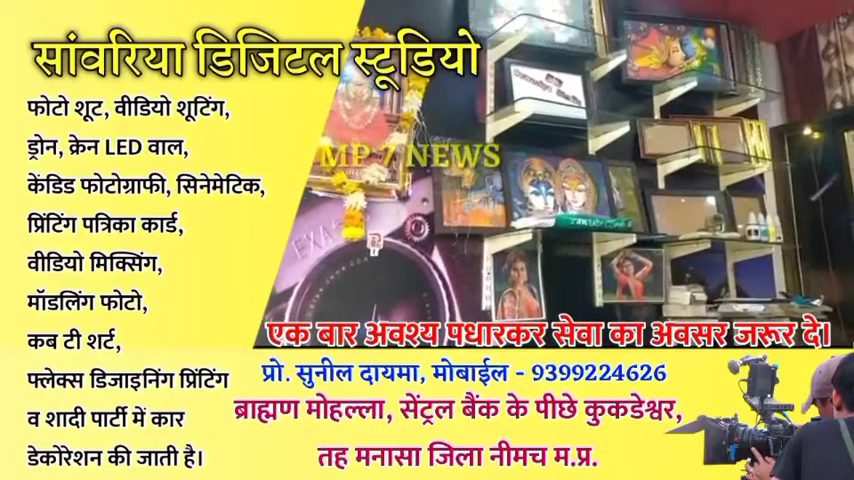 सांवरिया डिजिटल स्टूडियो
फोटो शूट, वीडियो शूटिंग,
ड्रोन, क्रेन LED वाल,
केंडिड फोटोग्राफी, सिनेमेटिक,
प्रिंटिंग पत्रिका कार्ड,
वीडियो मिक्सिंग,
मॉडलिंग फोटो,
कब टी शर्ट,
फ्लेक्स डिजाइनिंग प्रिंटिंग
व शादी पार्टी में कार
डेकोरेशन की जाती है।
MP 7 NEWS
EXA
एक बार अवश्य पधारकर सेवा का अवसर जरूर दे।
प्रो. सुनील दायमा, मोबाईल - 9399224626
ब्राह्मण मोहल्ला, सेंट्रल बैंक के पीछे कुकडेश्वर,
तह मनासा जिला नीमच म.प्र.